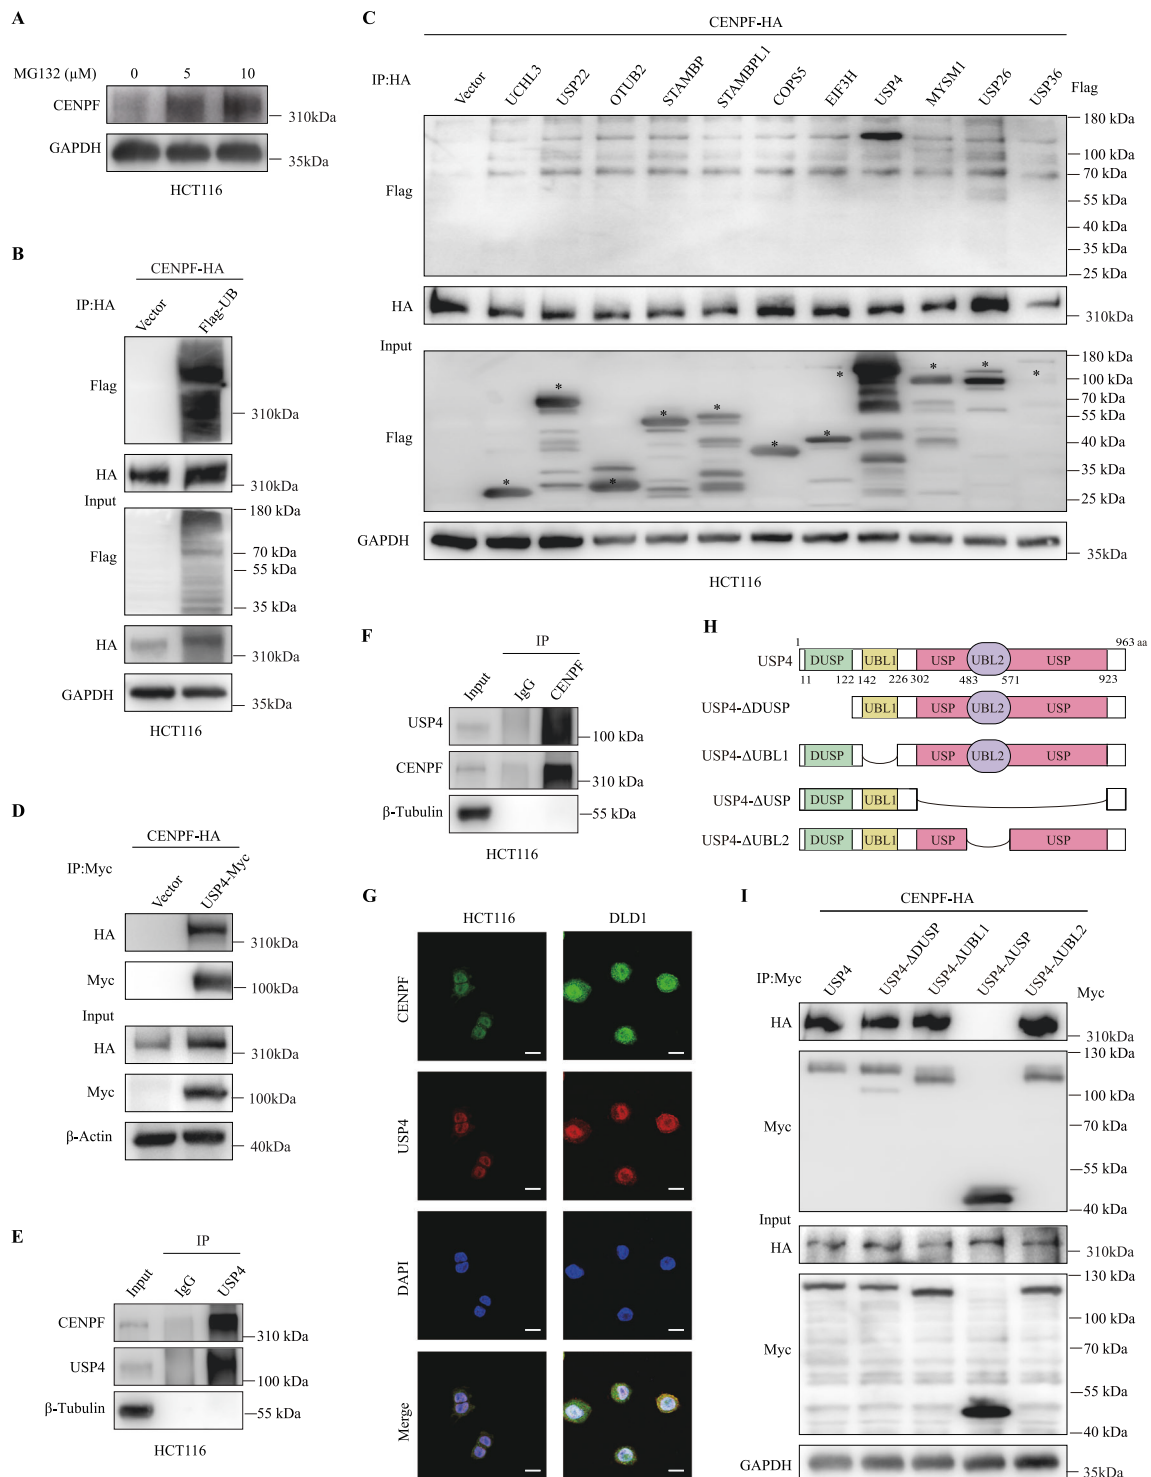 A
MG132 (μM) 0 5 10
CENPF
310kDa
GAPDH
35kDa
HCT116
B
CENPF-HA
IP:HA
Vector
Flag-UB
Flag
310kDa
HA
310kDa
Input
180 kDa
Flag
70 kDa
55 kDa
35 kDa
HA
310kDa
GAPDH
35kDa
HCT116
C
CENPF-HA
IP:HA
Vector
UCHL3
USP22
OTUB2
STAMBP
STAMBPL1
COPS5
EIF3H
USP4
MYSM1
USP26
USP36
Flag
180 kDa
100 kDa
70 kDa
Flag
55 kDa
40 kDa
35 kDa
25 kDa
HA
310kDa
Input
180 kDa
* * * * * * * * * * *
100 kDa
70 kDa
55 kDa
Flag
40 kDa
35 kDa
25 kDa
GAPDH
35kDa
HCT116
D
CENPF-HA
IP:Myc
Vector
USP4-Myc
HA
310kDa
Myc
100kDa
Input
HA
310kDa
Myc
100kDa
β-Actin
40kDa
E
IP
Input
IgG
USP4
CENPF
310 kDa
USP4
100 kDa
β-Tubulin
55 kDa
HCT116
F
IP
Input
IgG
CENPF
USP4
100 kDa
CENPF
310 kDa
β-Tubulin
55 kDa
HCT116
G
HCT116 DLD1
CENPF
USP4
DAPI
Merge
H
1 963 aa
USP4 DUSP UBL1 USP UBL2 USP
11 122 142 226 302 483 571 923
USP4-ΔDUSP UBL1 USP UBL2 USP
USP4-ΔUBL1 DUSP USP UBL2 USP
USP4-ΔUSP DUSP UBL1
USP4-ΔUBL2 DUSP UBL1 USP USP
I
CENPF-HA
IP:Myc
USP4
USP4-ΔDUSP
USP4-ΔUBL1
USP4-ΔUSP
USP4-ΔUBL2
Myc
HA
310kDa
130 kDa
100 kDa
Myc
70 kDa
55 kDa
40 kDa
Input
HA
310kDa
130 kDa
100 kDa
Myc
70 kDa
55 kDa
40 kDa
GAPDH
35kDa